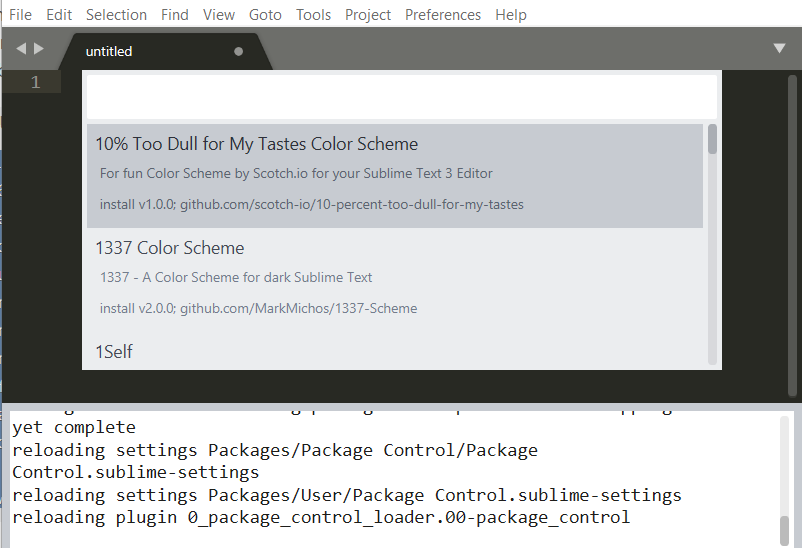 File Edit Selection Find View Goto Tools Project Preferences Help
untitled
1
10% Too Dull for My Tastes Color Scheme
For fun Color Scheme by Scotch.io for your Sublime Text 3 Editor
install v1.0.0; github.com/scotch-io/10-percent-too-dull-for-my-tastes
1337 Color Scheme
1337 - A Color Scheme for dark Sublime Text
install v2.0.0; github.com/MarkMichos/1337-Scheme
1Self
yet complete
reloading settings Packages/Package Control/Package
Control.sublime-settings
reloading settings Packages/User/Package Control.sublime-settings
reloading plugin 0_package_control_loader.00-package_control